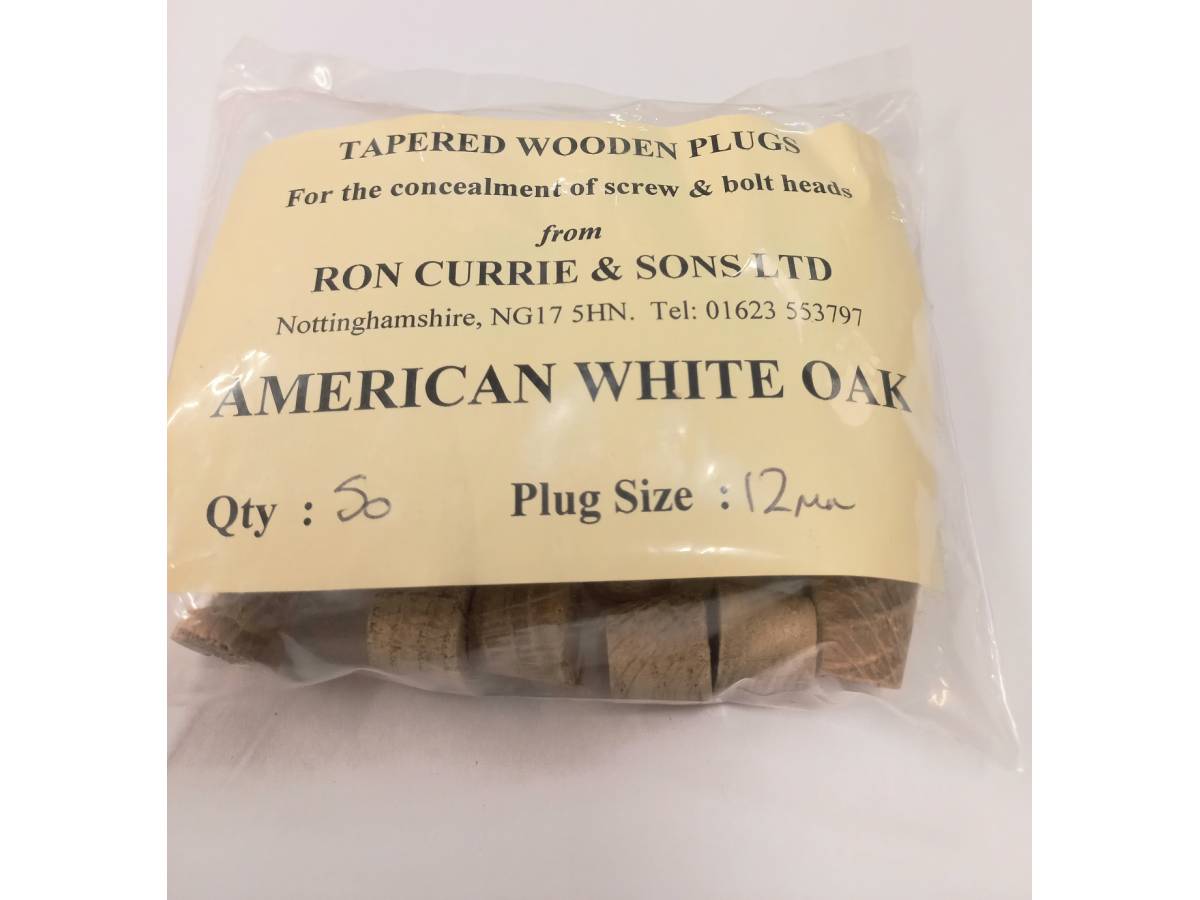 TAPERED WOODEN PLUGS
For the concealment of screw & bolt heads
from
RON CURRIE & SONS LTD
Nottinghamshire, NG17 5HN. Tel: 01623 553797
AMERICAN WHITE OAK
Qty : 50 Plug Size : 12mm